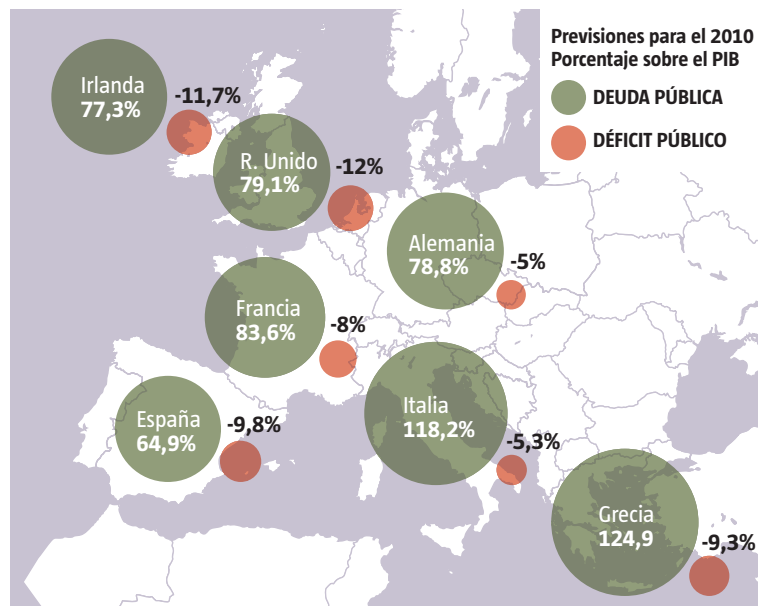 Previsiones para el 2010
Porcentaje sobre el PIB
DEUDA PÚBLICA
DÉFICIT PÚBLICO
Irlanda
77,3%
-11,7%
R. Unido
79,1%
-12%
Alemania
78,8%
-5%
Francia
83,6%
-8%
España
64,9%
-9,8%
Italia
118,2%
-5,3%
Grecia
124,9
-9,3%